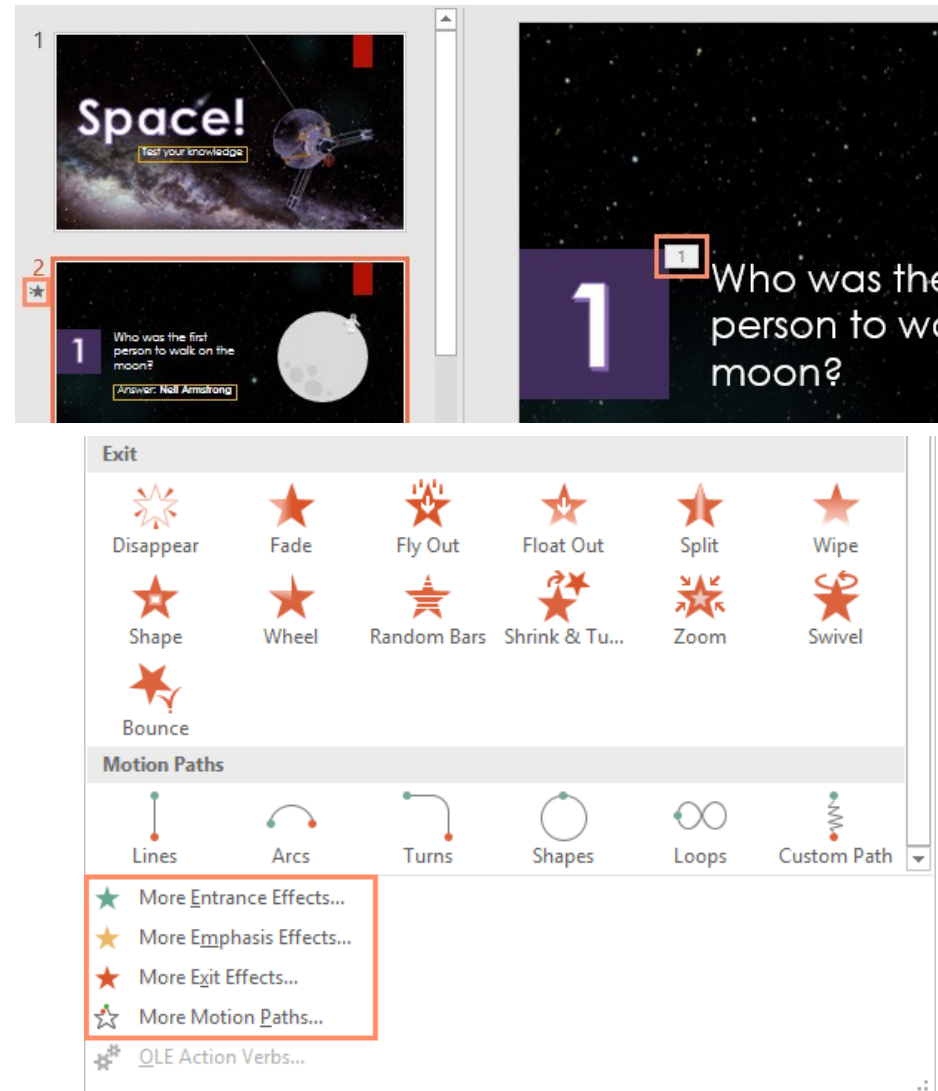 1
Space!
Test your knowledge
2
1
Who was the first
person to walk on the
moon?
Answer: Neil Armstrong
1
1
Who was the
person to wa
moon?
Exit
Disappear Fade Fly Out Float Out Split Wipe
Shape Wheel Random Bars Shrink & Tu... Zoom Swivel
Bounce
Motion Paths
Lines Arcs Turns Shapes Loops Custom Path
More Entrance Effects...
More Emphasis Effects...
More Exit Effects...
More Motion Paths...
OLE Action Verbs...